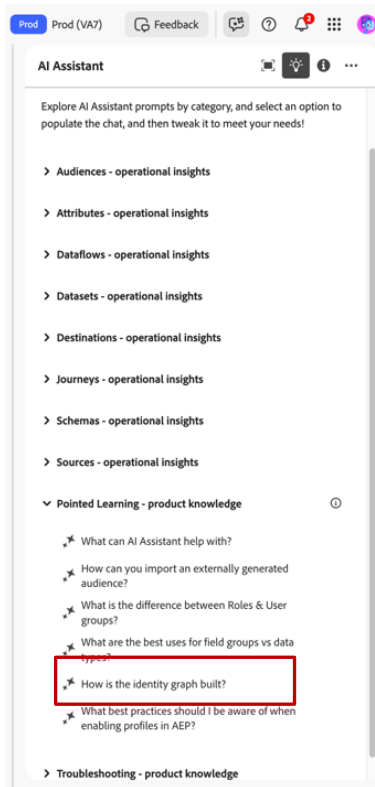 Prod Prod (VA7) Feedback 3
AI Assistant
Explore AI Assistant prompts by category, and select an option to
populate the chat, and then tweak it to meet your needs!
Audiences - operational insights
Attributes - operational insights
Dataflows - operational insights
Datasets - operational insights
Destinations - operational insights
Journeys - operational insights
Schemas - operational insights
Sources - operational insights
Pointed Learning - product knowledge
What can AI Assistant help with?
How can you import an externally generated
audience?
What is the difference between Roles & User
groups?
What are the best uses for field groups vs data
types?
How is the identity graph built?
What best practices should I be aware of when
enabling profiles in AEP?
Troubleshooting - product knowledge